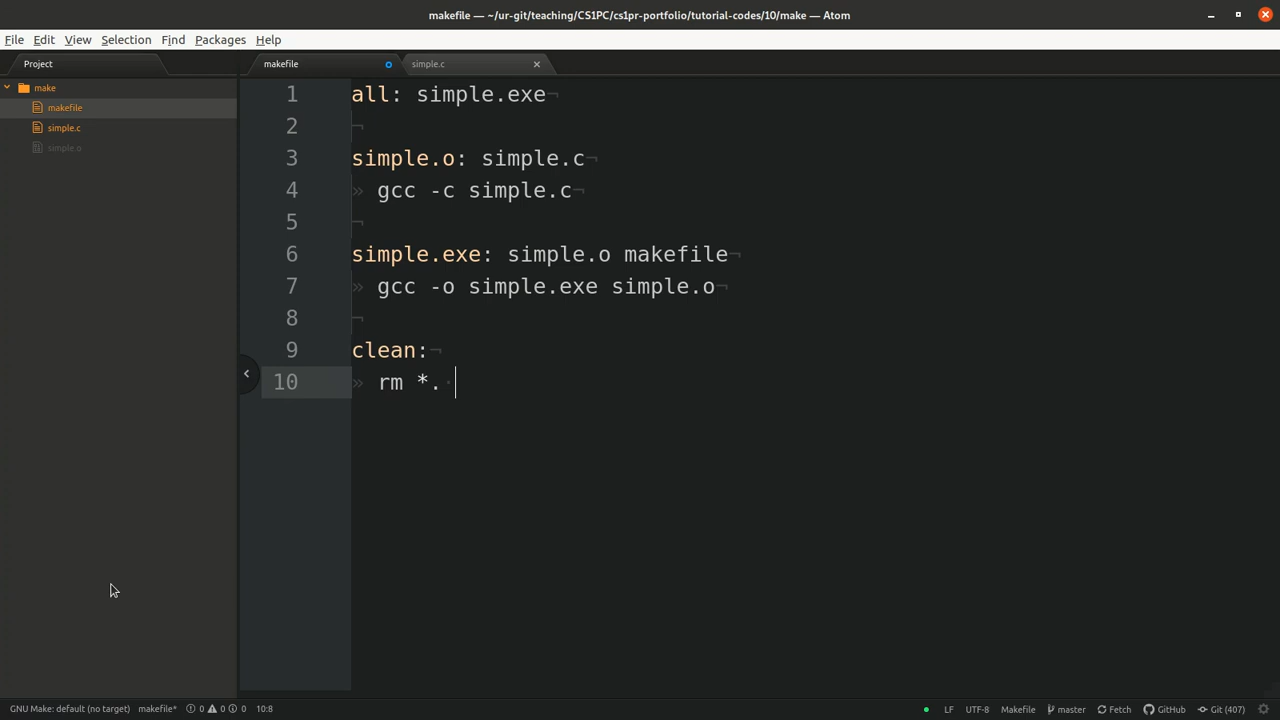 makefile — ~/ur-git/teaching/CS1PC/cs1pr-portfolio/tutorial-codes/10/make — Atom
File Edit View Selection Find Packages Help
Project
make
makefile
simple.c
simple.o
makefile simple.c
1 all: simple.exe¬
2 ¬
3 simple.o: simple.c¬
4 » gcc -c simple.c¬
5 ¬
6 simple.exe: simple.o makefile¬
7 » gcc -o simple.exe simple.o¬
8 ¬
9 clean:¬
10 » rm *.·
GNU Make: default (no target) makefile* 0 0 0 10:8 LF UTF-8 Makefile master Fetch GitHub Git (407)